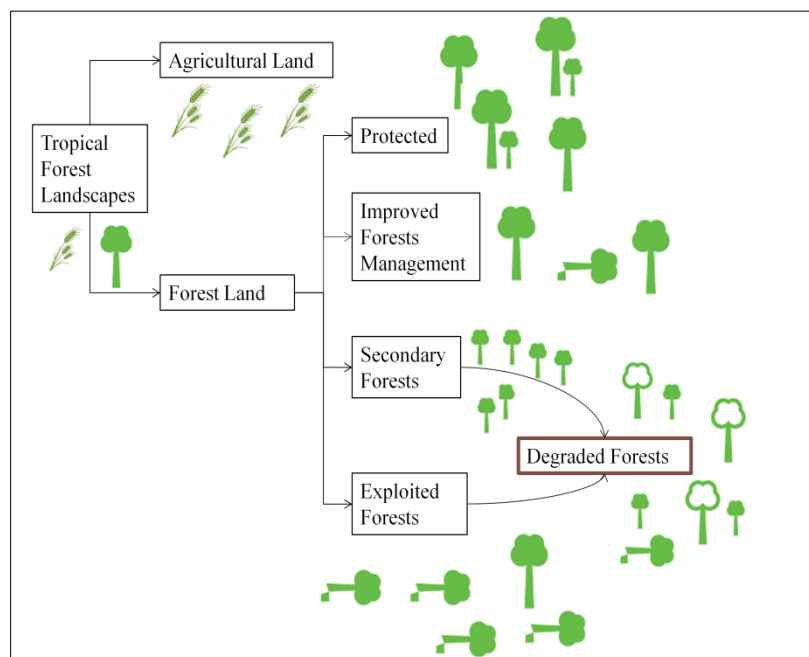 Agricultural Land
Tropical
Forest
Landscapes
Protected
Improved
Forests
Management
Forest Land
Secondary
Forests
Degraded Forests
Exploited
Forests